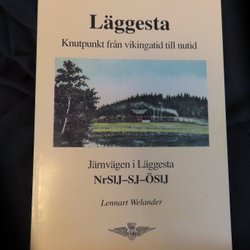 Läggesta
Knutpunkt från vikingatid till nutid
Järnvägen i Läggesta
NrSlJ–SJ–ÖSlJ
Lennart Welander